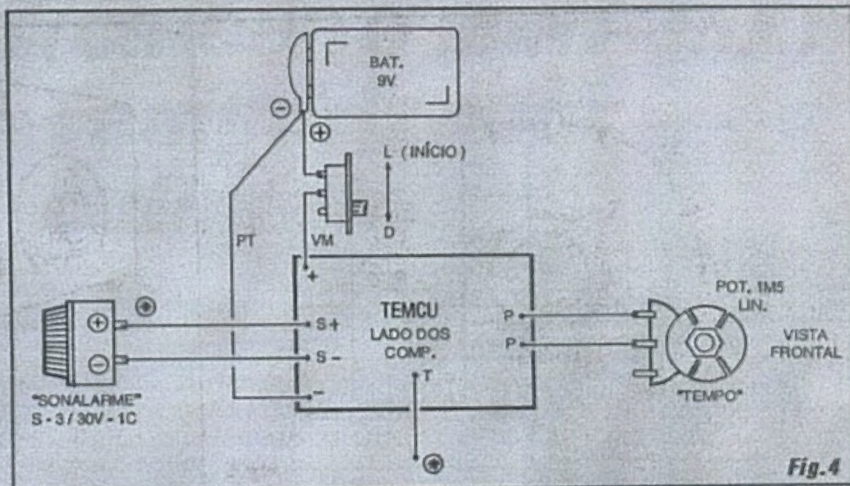 BAT.
9V
L (INÍCIO)
D
PT
VM
+
TEMCU
LADO DOS
COMP.
S+
S-
-
T
P
P
POT. 1M5
LIN.
VISTA
FRONTAL
"TEMPO"
"SONALARME"
S - 3 / 30V - 1C
Fig.4